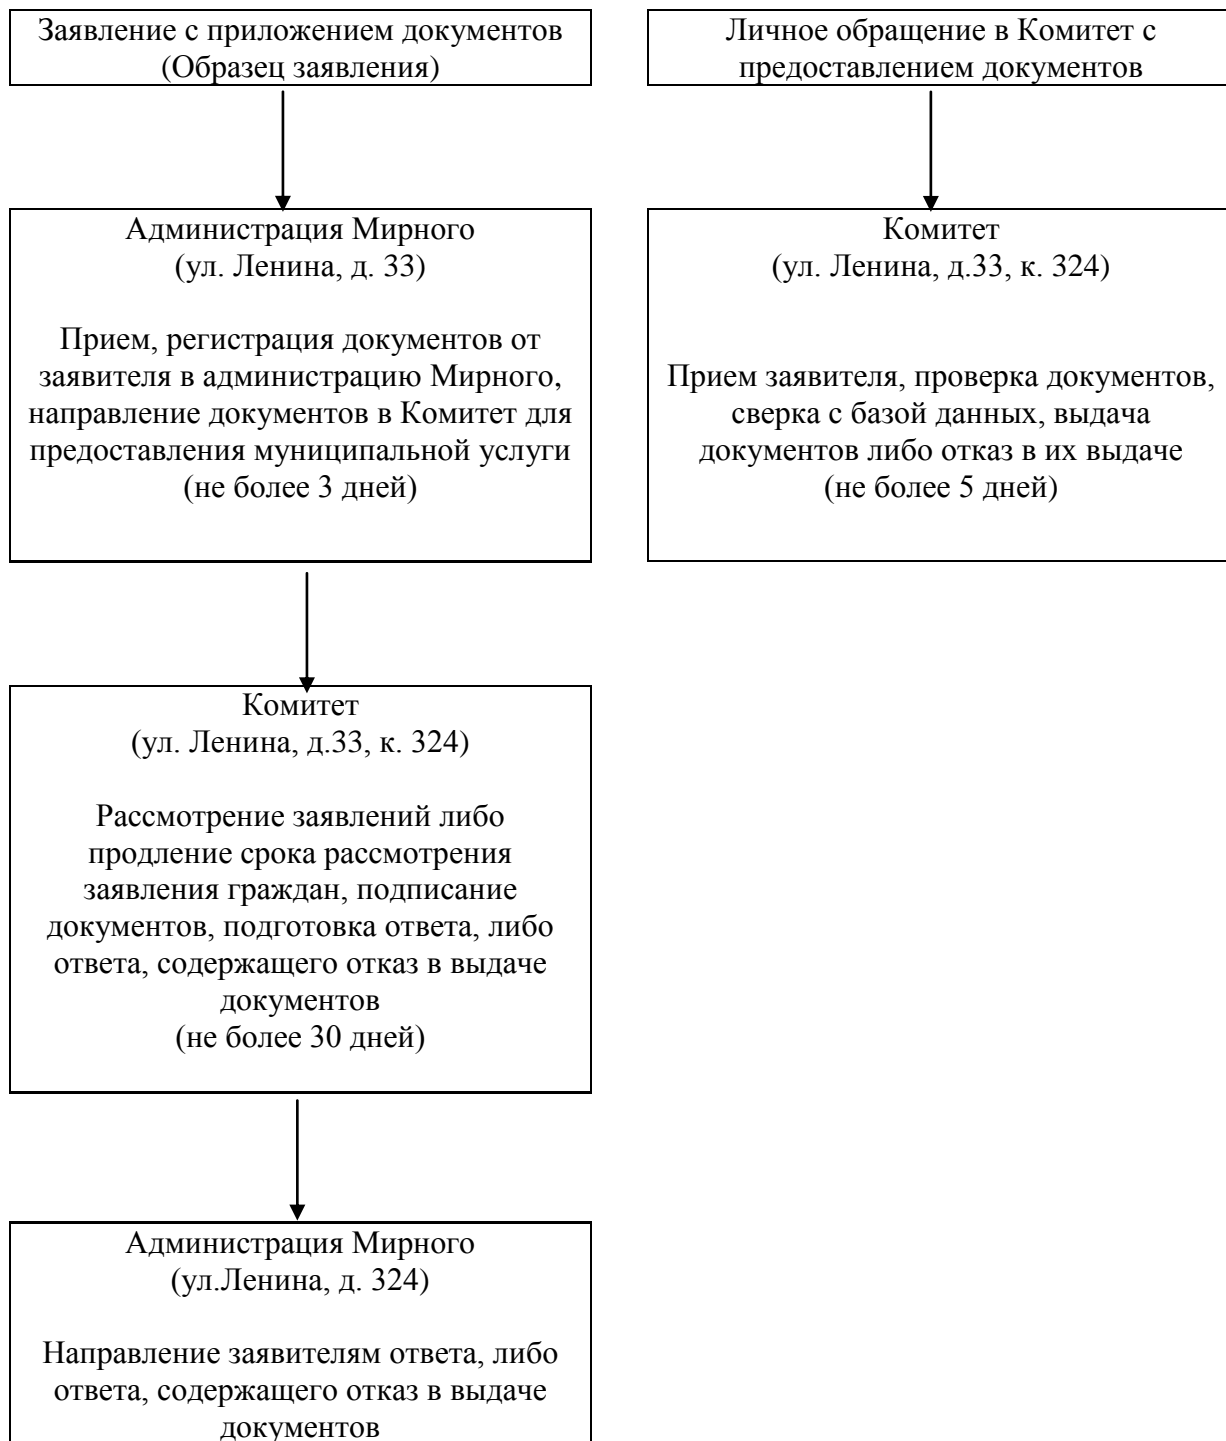 Заявление с приложением документов
(Образец заявления)
Личное обращение в Комитет с
предоставлением документов
Администрация Мирного
(ул. Ленина, д. 33)
Прием, регистрация документов от
заявителя в администрацию Мирного,
направление документов в Комитет для
предоставления муниципальной услуги
(не более 3 дней)
Комитет
(ул. Ленина, д.33, к. 324)
Прием заявителя, проверка документов,
сверка с базой данных, выдача
документов либо отказ в их выдаче
(не более 5 дней)
Комитет
(ул. Ленина, д.33, к. 324)
Рассмотрение заявлений либо
продление срока рассмотрения
заявления граждан, подписание
документов, подготовка ответа, либо
ответа, содержащего отказ в выдаче
документов
(не более 30 дней)
Администрация Мирного
(ул.Ленина, д. 324)
Направление заявителям ответа, либо
ответа, содержащего отказ в выдаче
документов